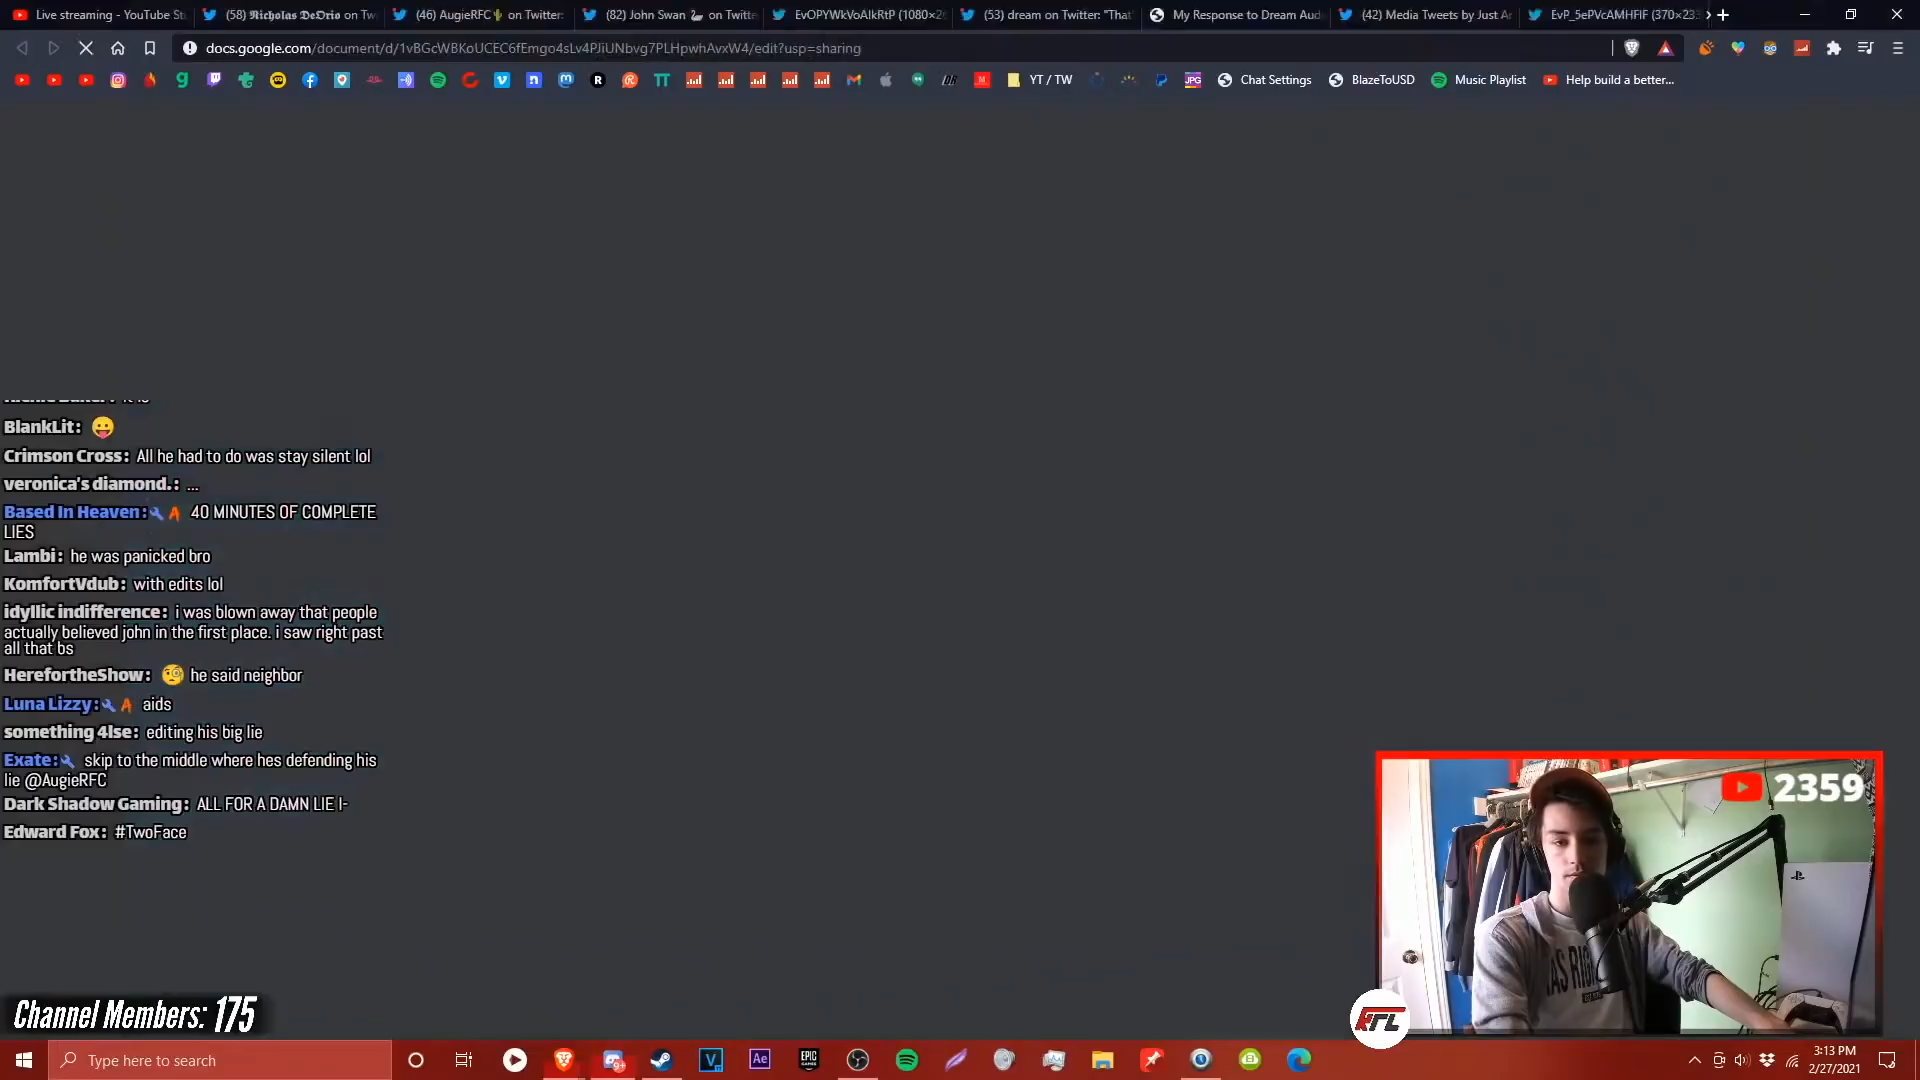 Live streaming - YouTube St
(58) 𝕹𝖎𝖈𝖍𝖔𝖑𝖆𝖘 𝕯𝖊𝕺𝖗𝖎𝖔 on Tw
(46) AugieRFC🌵 on Twitter:
(82) John Swan 🦢 on Twitte
EvOPYWkVoAIkRtP (1080×2
(53) dream on Twitter: "That'
My Response to Dream Aud
(42) Media Tweets by Just Ar
EvP_5ePVcAMHFIF (370×233
docs.google.com/document/d/1vBGcWBKoUCEC6fEmgo4sLv4PJiUNbvg7PLHpwhAvxW4/edit?usp=sharing
YT / TW
JPG
Chat Settings
BlazeToUSD
Music Playlist
Help build a better...
BlankLit: 😛
Crimson Cross: All he had to do was stay silent lol
veronica's diamond.: ...
Based In Heaven: 40 MINUTES OF COMPLETE
LIES
Lambi: he was panicked bro
KomfortVdub: with edits lol
idyllic indifference: i was blown away that people
actually believed john in the first place. i saw right past
all that bs
HerefortheShow: 🧐 he said neighbor
Luna Lizzy: aids
something 4lse: editing his big lie
Exate: skip to the middle where hes defending his
lie @AugieRFC
Dark Shadow Gaming: ALL FOR A DAMN LIE I-
Edward Fox: #TwoFace
2359
Channel Members: 175
Type here to search
9+
V
Ae
EPIC
GAMES
3:13 PM
2/27/2021